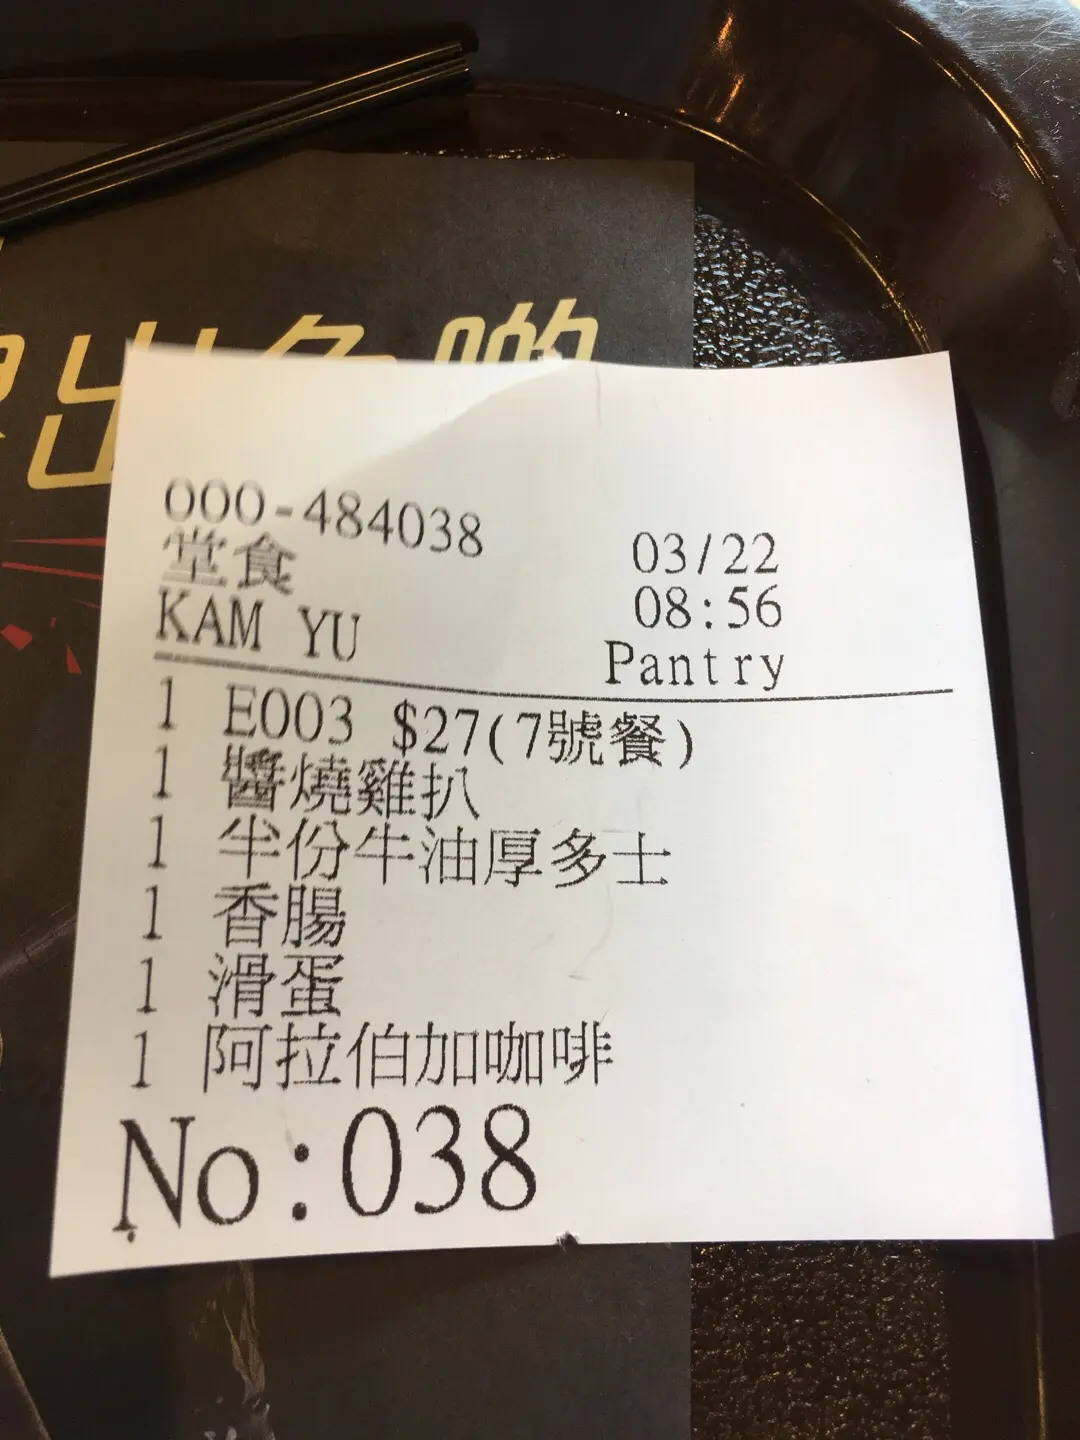 000-484038
堂食
03/22
08:56
KAM YU
Pantry
1 E003 $27(7號餐)
1 醬燒雞扒
1 半份牛油厚多士
1 香腸
1 滑蛋
1 阿拉伯加咖啡
No:038